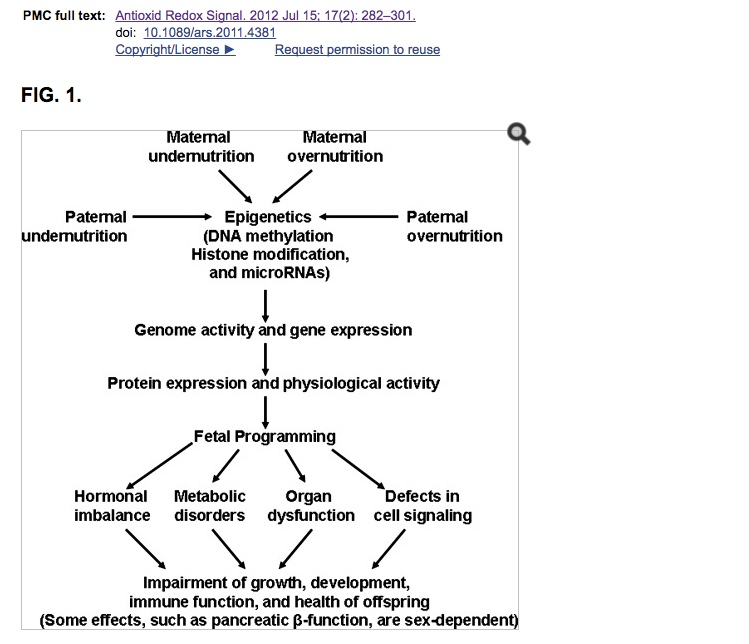 PMC full text: Antioxid Redox Signal. 2012 Jul 15; 17(2): 282–301.
doi: 10.1089/ars.2011.4381
Copyright/License ► Request permission to reuse
FIG. 1.
Maternal Maternal
undernutrition overnutrition
Paternal Epigenetics Paternal
undernutrition (DNA methylation overnutrition
Histone modification,
and microRNAs)
Genome activity and gene expression
Protein expression and physiological activity
Fetal Programming
Hormonal Metabolic Organ Defects in
imbalance disorders dysfunction cell signaling
Impairment of growth, development,
immune function, and health of offspring
(Some effects, such as pancreatic β-function, are sex-dependent)